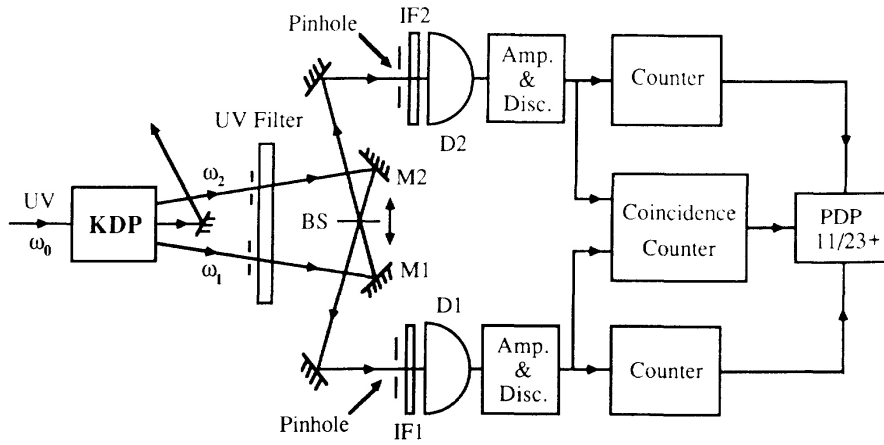 Pinhole
IF2
Amp.
&
Disc.
Counter
UV Filter
D2
ω2
M2
UV
KDP
BS
Coincidence
Counter
PDP
11/23+
ω0
ω1
M1
D1
Amp.
&
Disc.
Counter
Pinhole
IF1